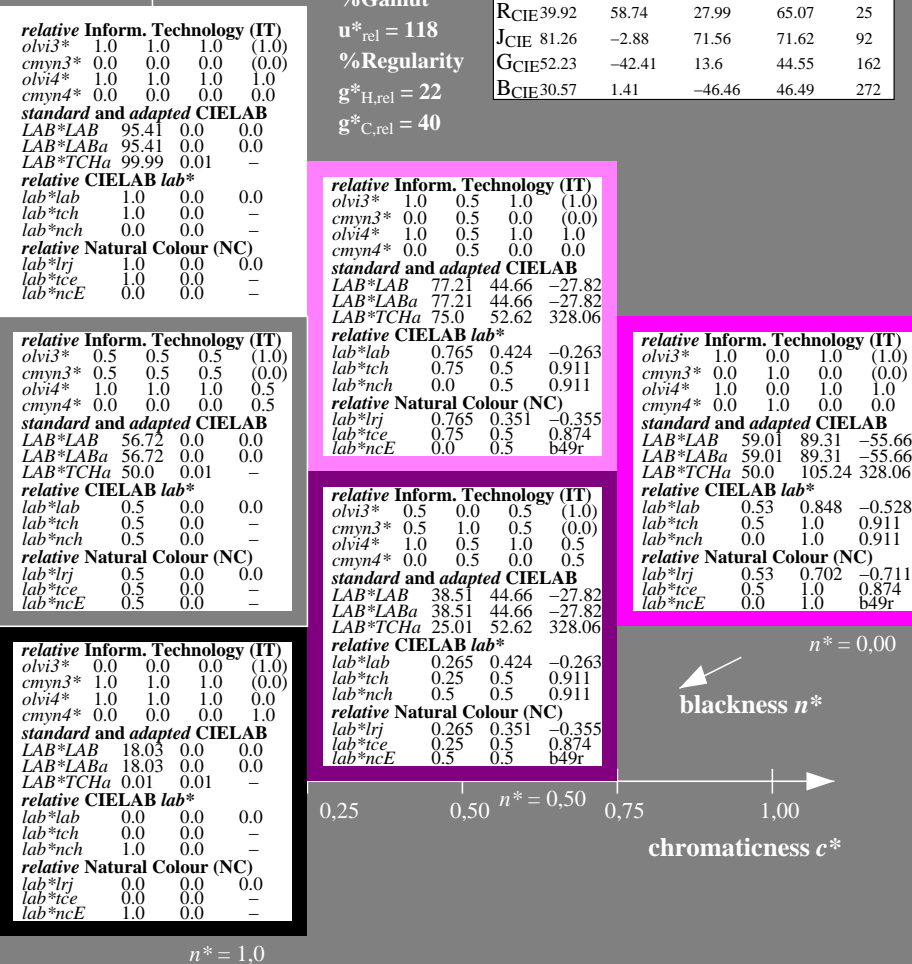 %Gamut
u*rel = 118
%Regularity
g*H,rel = 22
g*C,rel = 40
RCIE 39.92 58.74 27.99 65.07 25
JCIE 81.26 −2.88 71.56 71.62 92
GCIE 52.23 −42.41 13.6 44.55 162
BCIE 30.57 1.41 −46.46 46.49 272
relative Inform. Technology (IT)
olvi3* 1.0 1.0 1.0 (1.0)
cmyn3* 0.0 0.0 0.0 (0.0)
olvi4* 1.0 1.0 1.0 1.0
cmyn4* 0.0 0.0 0.0 0.0
standard and adapted CIELAB
LAB*LAB 95.41 0.0 0.0
LAB*LABa 95.41 0.0 0.0
LAB*TCHa 99.99 0.01 –
relative CIELAB lab*
lab*lab 1.0 0.0 0.0
lab*tch 1.0 0.0 –
lab*nch 0.0 0.0 –
relative Natural Colour (NC)
lab*lrj 1.0 0.0 0.0
lab*tce 1.0 0.0 –
lab*ncE 0.0 0.0 –
relative Inform. Technology (IT)
olvi3* 1.0 0.5 1.0 (1.0)
cmyn3* 0.0 0.5 0.0 (0.0)
olvi4* 1.0 0.5 1.0 1.0
cmyn4* 0.0 0.5 0.0 0.0
standard and adapted CIELAB
LAB*LAB 77.21 44.66 −27.82
LAB*LABa 77.21 44.66 −27.82
LAB*TCHa 75.0 52.62 328.06
relative CIELAB lab*
lab*lab 0.765 0.424 −0.263
lab*tch 0.75 0.5 0.911
lab*nch 0.0 0.5 0.911
relative Natural Colour (NC)
lab*lrj 0.765 0.351 −0.355
lab*tce 0.75 0.5 0.874
lab*ncE 0.0 0.5 b49r
relative Inform. Technology (IT)
olvi3* 0.5 0.5 0.5 (1.0)
cmyn3* 0.5 0.5 0.5 (0.0)
olvi4* 1.0 1.0 1.0 0.5
cmyn4* 0.0 0.0 0.0 0.5
standard and adapted CIELAB
LAB*LAB 56.72 0.0 0.0
LAB*LABa 56.72 0.0 0.0
LAB*TCHa 50.0 0.01 –
relative CIELAB lab*
lab*lab 0.5 0.0 0.0
lab*tch 0.5 0.0 –
lab*nch 0.5 0.0 –
relative Natural Colour (NC)
lab*lrj 0.5 0.0 0.0
lab*tce 0.5 0.0 –
lab*ncE 0.5 0.0 –
relative Inform. Technology (IT)
olvi3* 1.0 0.0 1.0 (1.0)
cmyn3* 0.0 1.0 0.0 (0.0)
olvi4* 1.0 0.0 1.0 1.0
cmyn4* 0.0 1.0 0.0 0.0
standard and adapted CIELAB
LAB*LAB 59.01 89.31 −55.66
LAB*LABa 59.01 89.31 −55.66
LAB*TCHa 50.0 105.24 328.06
relative CIELAB lab*
lab*lab 0.53 0.848 −0.528
lab*tch 0.5 1.0 0.911
lab*nch 0.0 1.0 0.911
relative Natural Colour (NC)
lab*lrj 0.53 0.702 −0.711
lab*tce 0.5 1.0 0.874
lab*ncE 0.0 1.0 b49r
relative Inform. Technology (IT)
olvi3* 0.5 0.0 0.5 (1.0)
cmyn3* 0.5 1.0 0.5 (0.0)
olvi4* 1.0 0.5 1.0 0.5
cmyn4* 0.0 0.5 0.0 0.5
standard and adapted CIELAB
LAB*LAB 38.51 44.66 −27.82
LAB*LABa 38.51 44.66 −27.82
LAB*TCHa 25.01 52.62 328.06
relative CIELAB lab*
lab*lab 0.265 0.424 −0.263
lab*tch 0.25 0.5 0.911
lab*nch 0.5 0.5 0.911
relative Natural Colour (NC)
lab*lrj 0.265 0.351 −0.355
lab*tce 0.25 0.5 0.874
lab*ncE 0.5 0.5 b49r
relative Inform. Technology (IT)
olvi3* 0.0 0.0 0.0 (1.0)
cmyn3* 1.0 1.0 1.0 (0.0)
olvi4* 1.0 1.0 1.0 0.0
cmyn4* 0.0 0.0 0.0 1.0
standard and adapted CIELAB
LAB*LAB 18.03 0.0 0.0
LAB*LABa 18.03 0.0 0.0
LAB*TCHa 0.01 0.01 –
relative CIELAB lab*
lab*lab 0.0 0.0 0.0
lab*tch 0.0 0.0 –
lab*nch 1.0 0.0 –
relative Natural Colour (NC)
lab*lrj 0.0 0.0 0.0
lab*tce 0.0 0.0 –
lab*ncE 1.0 0.0 –
n* = 0,00
blackness n*
0,25 0,50 n* = 0,50 0,75 1,00
chromaticness c*
n* = 1,0